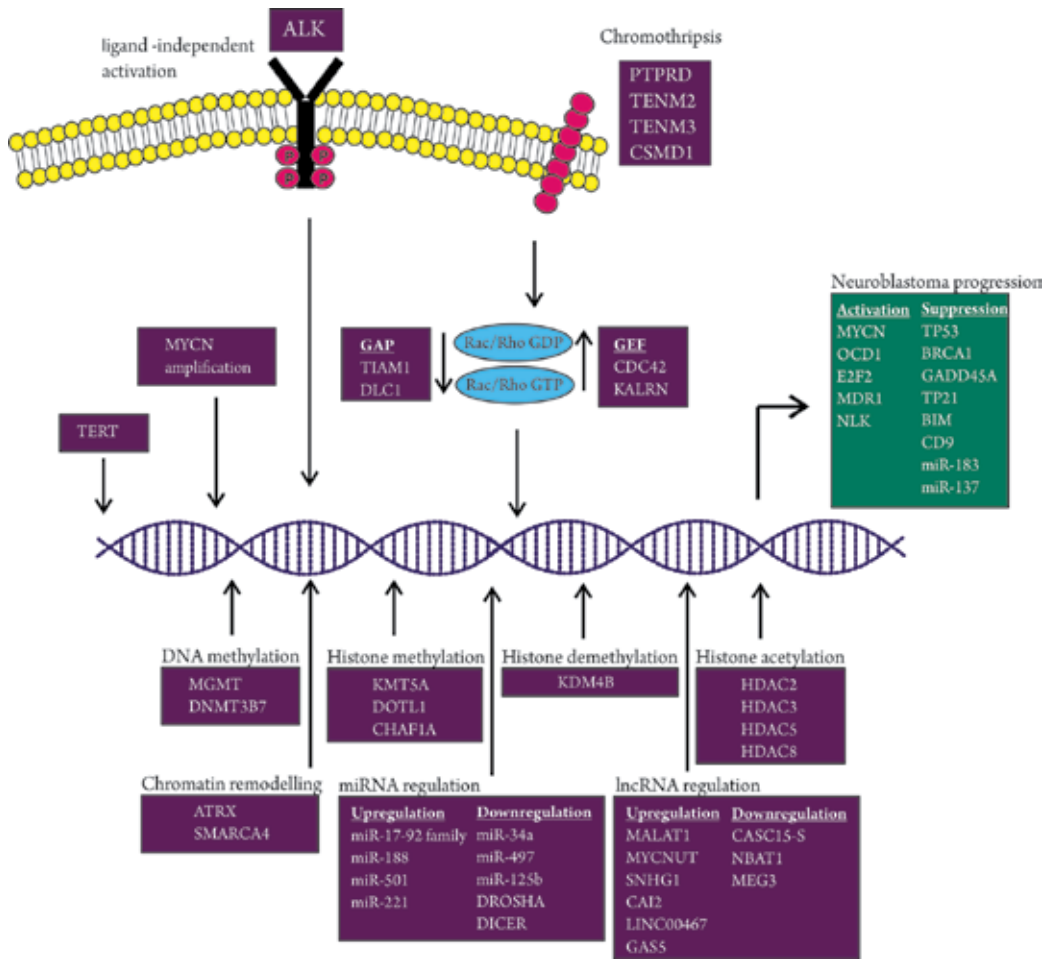 ALK
ligand -independent
activation
Chromothripsis
PTPRD
TENM2
TENM3
CSMD1
P P
P P
Neuroblastoma progression
Activation
MYCN
OCD1
E2F2
MDR1
NLK
Suppression
TP53
BRCA1
GADD45A
TP21
BIM
CD9
miR-183
miR-137
MYCN
amplification
GAP
TIAM1
DLC1
Rac/Rho GDP
Rac/Rho GTP
GEF
CDC42
KALRN
TERT
DNA methylation
MGMT
DNMT3B7
Histone methylation
KMT5A
DOTL1
CHAF1A
Histone demethylation
KDM4B
Histone acetylation
HDAC2
HDAC3
HDAC5
HDAC8
Chromatin remodelling
ATRX
SMARCA4
miRNA regulation
Upregulation
miR-17-92 family
miR-188
miR-501
miR-221
Downregulation
miR-34a
miR-497
miR-125b
DROSHA
DICER
lncRNA regulation
Upregulation
MALAT1
MYCNUT
SNHG1
CAI2
LINC00467
GAS5
Downregulation
CASC15-S
NBAT1
MEG3